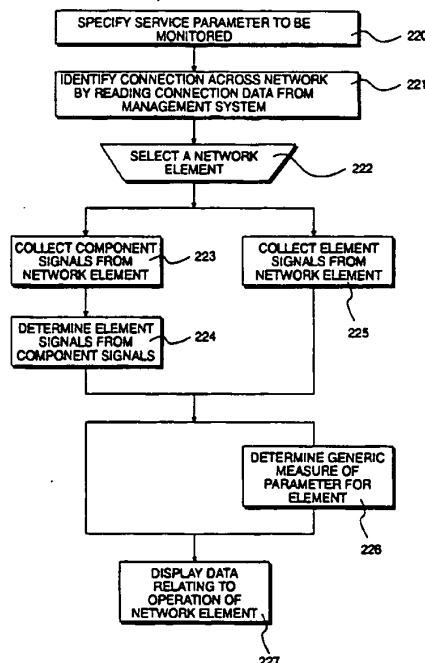 SPECIFY SERVICE PARAMETER TO BE
MONITORED
220
IDENTIFY CONNECTION ACROSS NETWORK
BY READING CONNECTION DATA FROM
MANAGEMENT SYSTEM
221
SELECT A NETWORK
ELEMENT
222
COLLECT COMPONENT
SIGNALS FROM
NETWORK ELEMENT
223
COLLECT ELEMENT
SIGNALS FROM
NETWORK ELEMENT
225
DETERMINE ELEMENT
SIGNALS FROM
COMPONENT SIGNALS
224
DETERMINE GENERIC
MEASURE OF
PARAMETER FOR
ELEMENT
226
DISPLAY DATA
RELATING TO
OPERATION OF
NETWORK ELEMENT
227